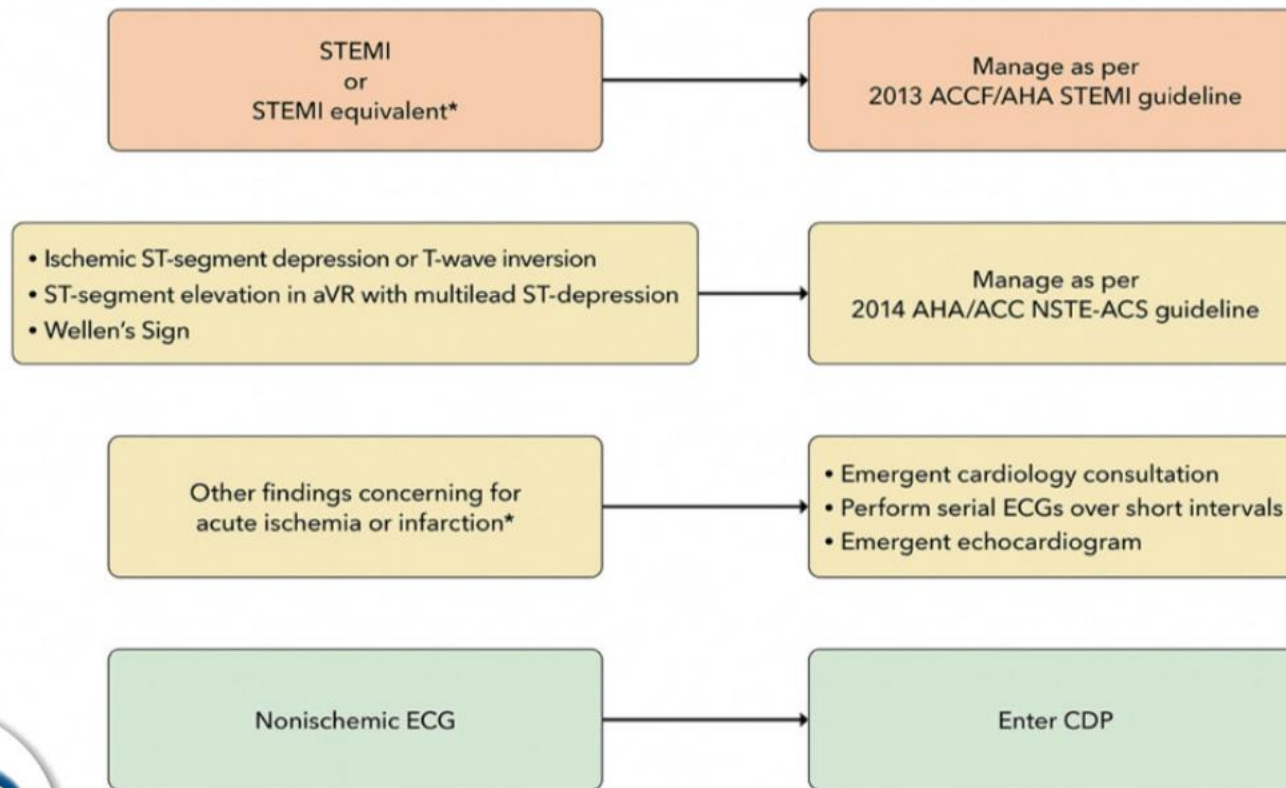 STEMI
or
STEMI equivalent*
Manage as per
2013 ACCF/AHA STEMI guideline
• Ischemic ST-segment depression or T-wave inversion
• ST-segment elevation in aVR with multilead ST-depression
• Wellen's Sign
Manage as per
2014 AHA/ACC NSTE-ACS guideline
Other findings concerning for
acute ischemia or infarction*
• Emergent cardiology consultation
• Perform serial ECGs over short intervals
• Emergent echocardiogram
Nonischemic ECG
Enter CDP